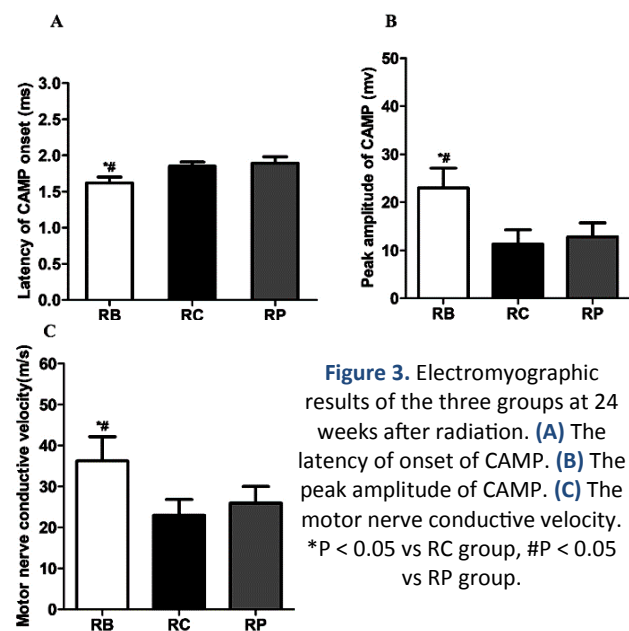 A
Latency of CAMP onset (ms)
3.0
2.5
2.0
1.5
1.0
0.5
0.0
*#
RB RC RP
B
Peak amplitude of CAMP (mv)
50
40
30
20
10
0
*#
RB RC RP
C
Motor nerve conductive velocity(m/s)
60
50
40
30
20
10
0
*#
RB RC RP
Figure 3. Electromyographic
results of the three groups at 24
weeks after radiation. (A) The
latency of onset of CAMP. (B) The
peak amplitude of CAMP. (C) The
motor nerve conductive velocity.
*P < 0.05 vs RC group, #P < 0.05
vs RP group.